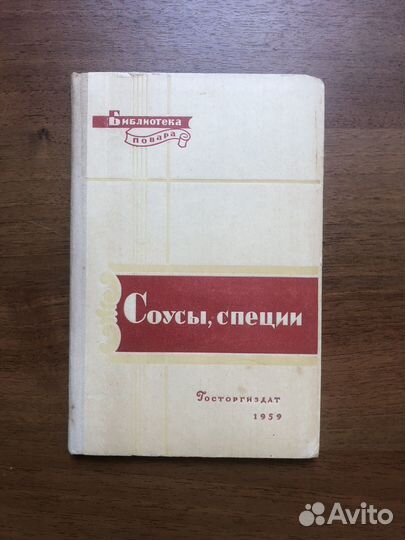 Библиотека
повара
Соусы, специи
Госторгиздат
1959
Avito